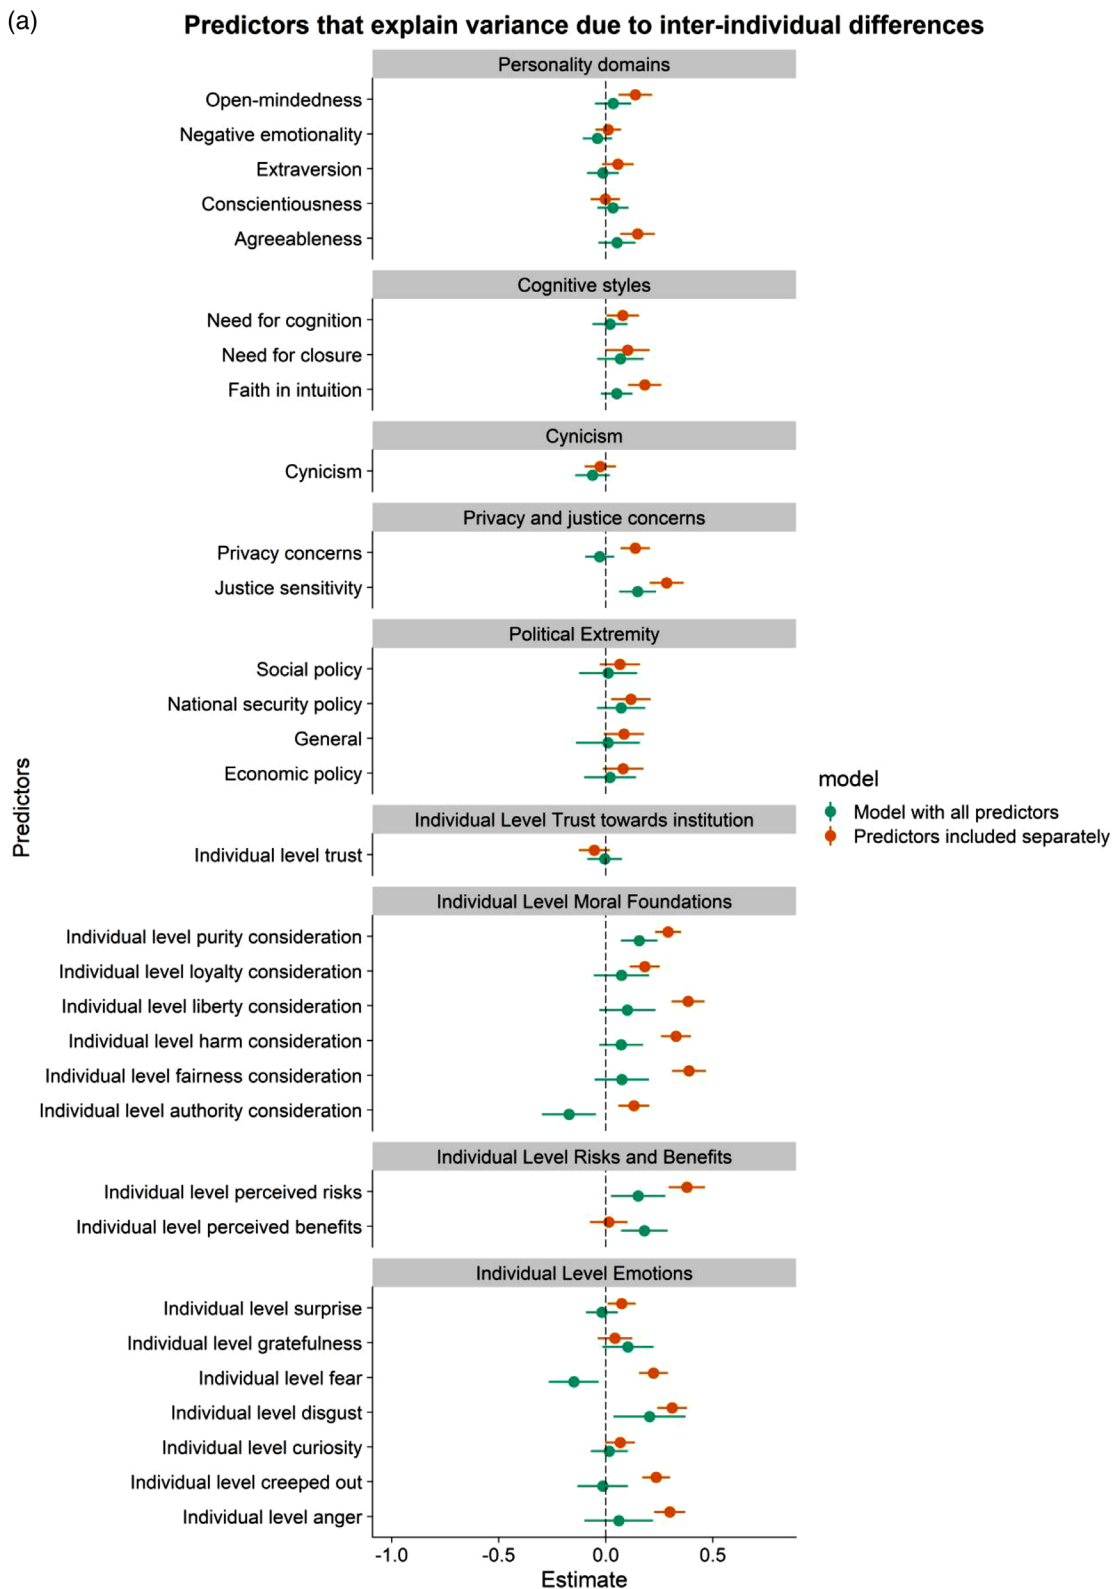 (a)
Predictors that explain variance due to inter-individual differences
Personality domains
Open-mindedness
Negative emotionality
Extraversion
Conscientiousness
Agreeableness
Cognitive styles
Need for cognition
Need for closure
Faith in intuition
Cynicism
Cynicism
Privacy and justice concerns
Privacy concerns
Justice sensitivity
Political Extremity
Social policy
National security policy
General
Economic policy
Individual Level Trust towards institution
Individual level trust
Individual Level Moral Foundations
Individual level purity consideration
Individual level loyalty consideration
Individual level liberty consideration
Individual level harm consideration
Individual level fairness consideration
Individual level authority consideration
Individual Level Risks and Benefits
Individual level perceived risks
Individual level perceived benefits
Individual Level Emotions
Individual level surprise
Individual level gratefulness
Individual level fear
Individual level disgust
Individual level curiosity
Individual level creeped out
Individual level anger
-1.0 -0.5 0.0 0.5
Estimate
Predictors
model
Model with all predictors
Predictors included separately